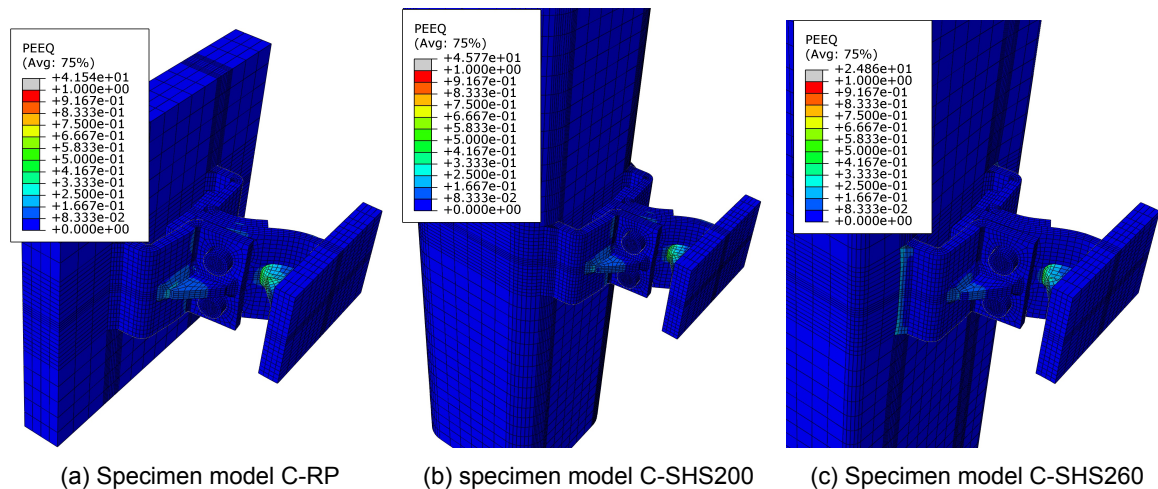 PEEQ
(Avg: 75%)
+4.154e+01
+1.000e+00
+9.167e-01
+8.333e-01
+7.500e-01
+6.667e-01
+5.833e-01
+5.000e-01
+4.167e-01
+3.333e-01
+2.500e-01
+1.667e-01
+8.333e-02
+0.000e+00
PEEQ
(Avg: 75%)
+4.577e+01
+1.000e+00
+9.167e-01
+8.333e-01
+7.500e-01
+6.667e-01
+5.833e-01
+5.000e-01
+4.167e-01
+3.333e-01
+2.500e-01
+1.667e-01
+8.333e-02
+0.000e+00
PEEQ
(Avg: 75%)
+2.486e+01
+1.000e+00
+9.167e-01
+8.333e-01
+7.500e-01
+6.667e-01
+5.833e-01
+5.000e-01
+4.167e-01
+3.333e-01
+2.500e-01
+1.667e-01
+8.333e-02
+0.000e+00
(a) Specimen model C-RP
(b) specimen model C-SHS200
(c) Specimen model C-SHS260